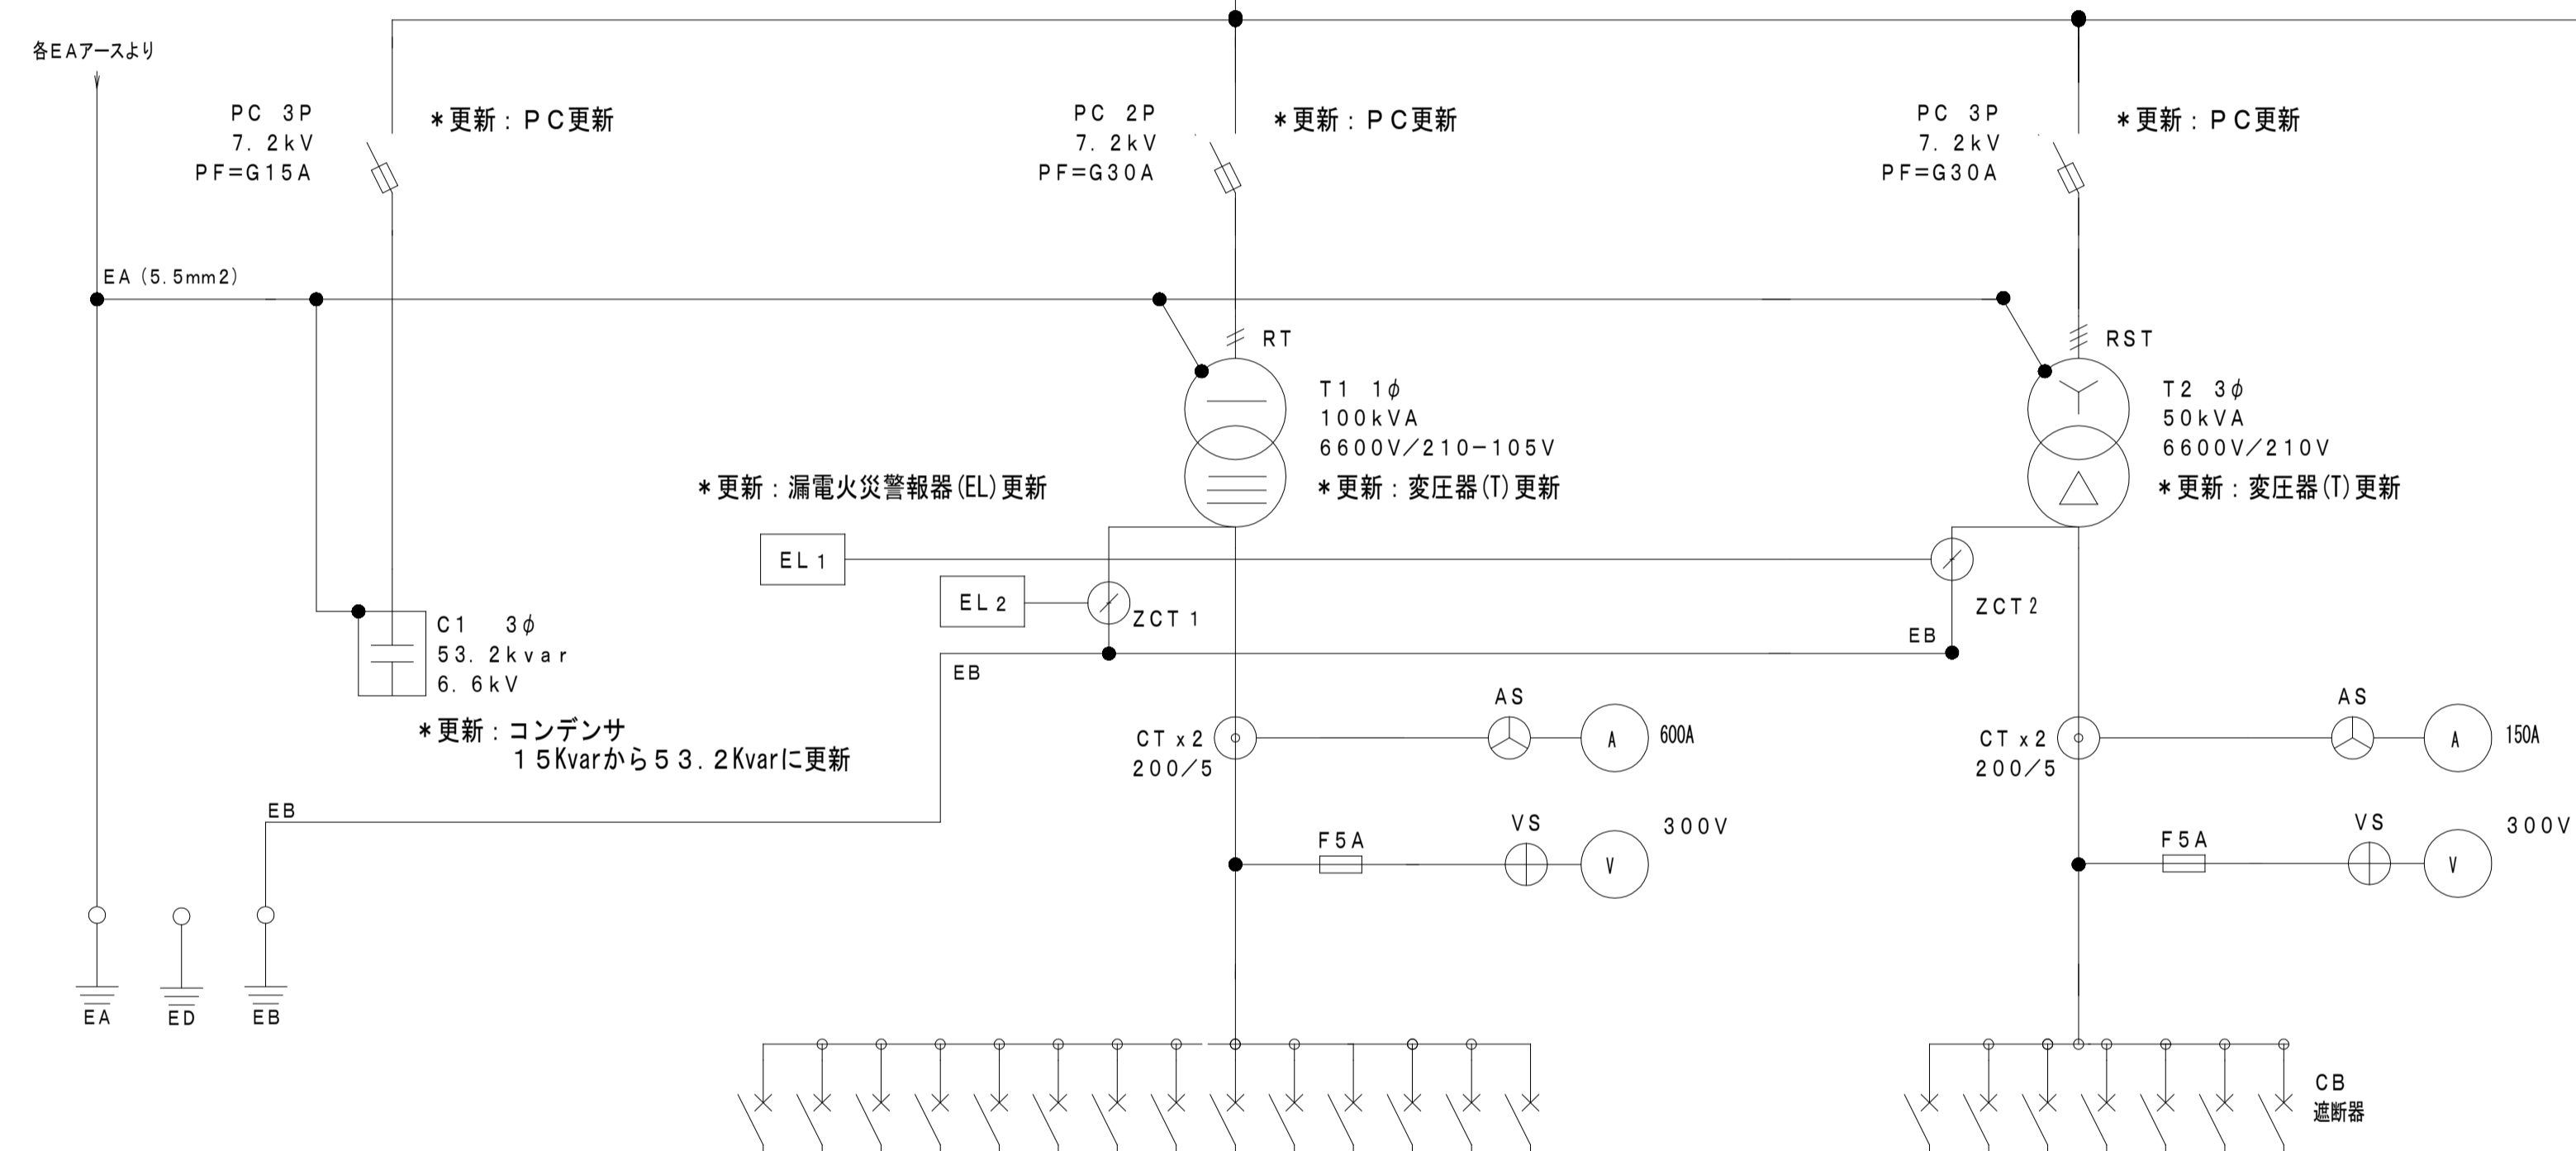 各EAアースより
PC 3P
7.2kV
PF=G15A
*更新：PC更新
PC 2P
7.2kV
PF=G30A
*更新：PC更新
PC 3P
7.2kV
PF=G30A
*更新：PC更新
EA(5.5mm2)
RT
T1 1φ
100kVA
6600V/210-105V
*更新：変圧器(T)更新
RST
T2 3φ
50kVA
6600V/210V
*更新：変圧器(T)更新
*更新：漏電火災警報器(EL)更新
EL1
EL2
ZCT1
ZCT2
EB
EB
C1 3φ
53.2kvar
6.6kV
*更新：コンデンサ
15Kvarから53.2Kvarに更新
CTx2
200/5
AS
A
600A
CTx2
200/5
AS
A
150A
EB
F5A
VS
V
300V
F5A
VS
V
300V
EA
ED
EB
CB
遮断器